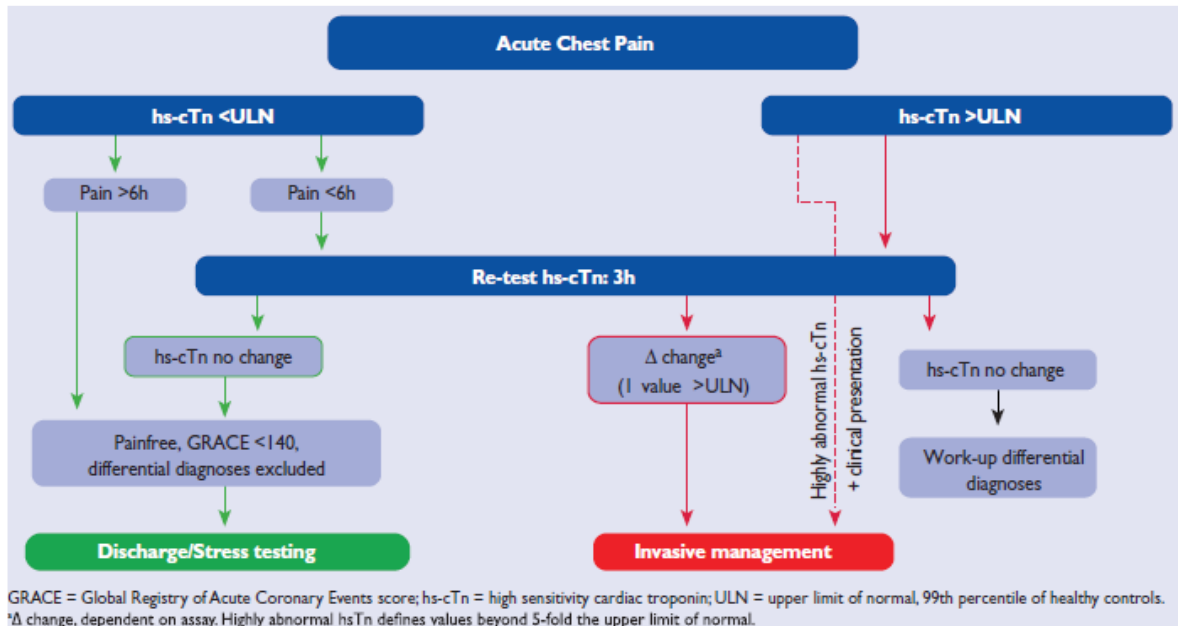 Acute Chest Pain
hs-cTn <ULN
hs-cTn >ULN
Pain >6h
Pain <6h
Re-test hs-cTn: 3h
hs-cTn no change
Δ change^a
(1 value >ULN)
Highly abnormal hs-cTn
+ clinical presentation
hs-cTn no change
Painfree, GRACE <140,
differential diagnoses excluded
Work-up differential
diagnoses
Discharge/Stress testing
Invasive management
GRACE = Global Registry of Acute Coronary Events score; hs-cTn = high sensitivity cardiac troponin; ULN = upper limit of normal, 99th percentile of healthy controls.
^aΔ change, dependent on assay. Highly abnormal hsTn defines values beyond 5-fold the upper limit of normal.